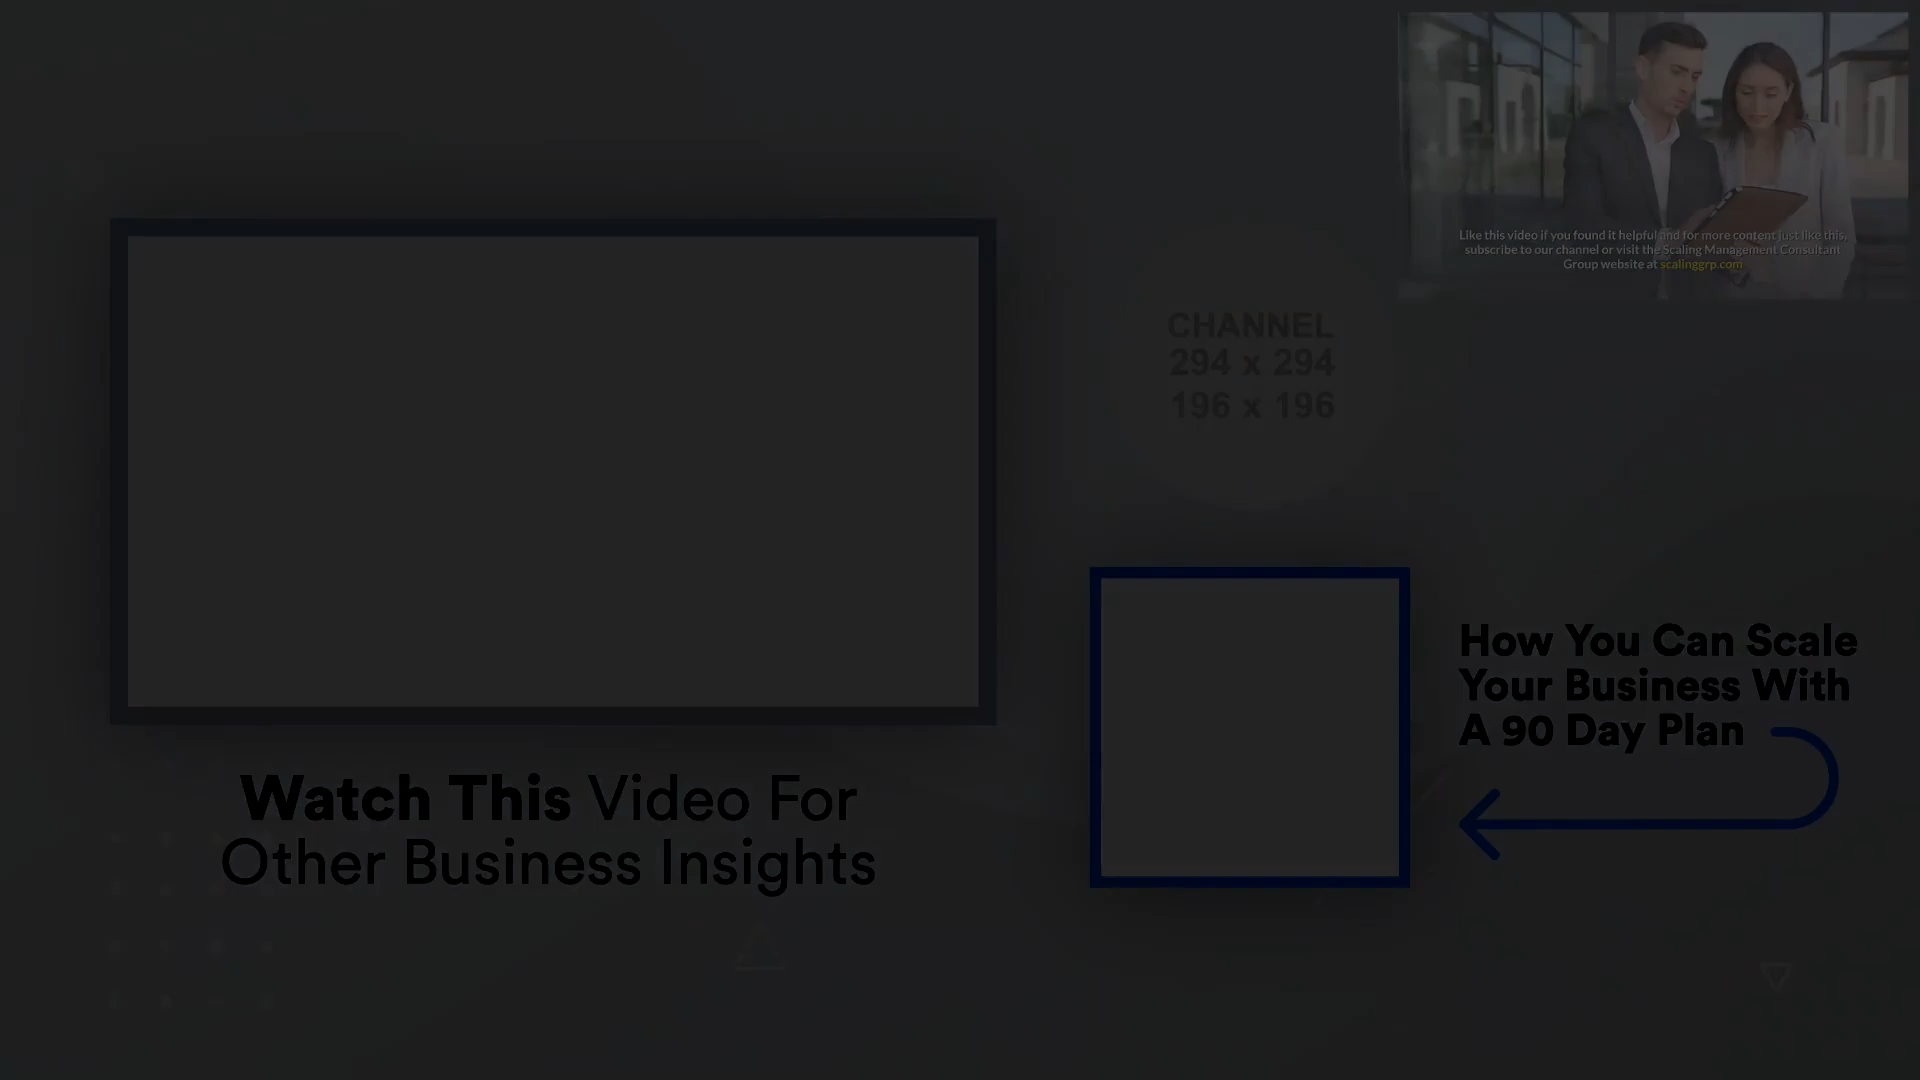 Like this video if you found it helpful and for more content just like this,
subscribe to our channel or visit the Scaling Management Consultant
Group website at scalinggrp.com
CHANNEL
294 x 294
196 x 196
How You Can Scale
Your Business With
A 90 Day Plan
Watch This Video For
Other Business Insights